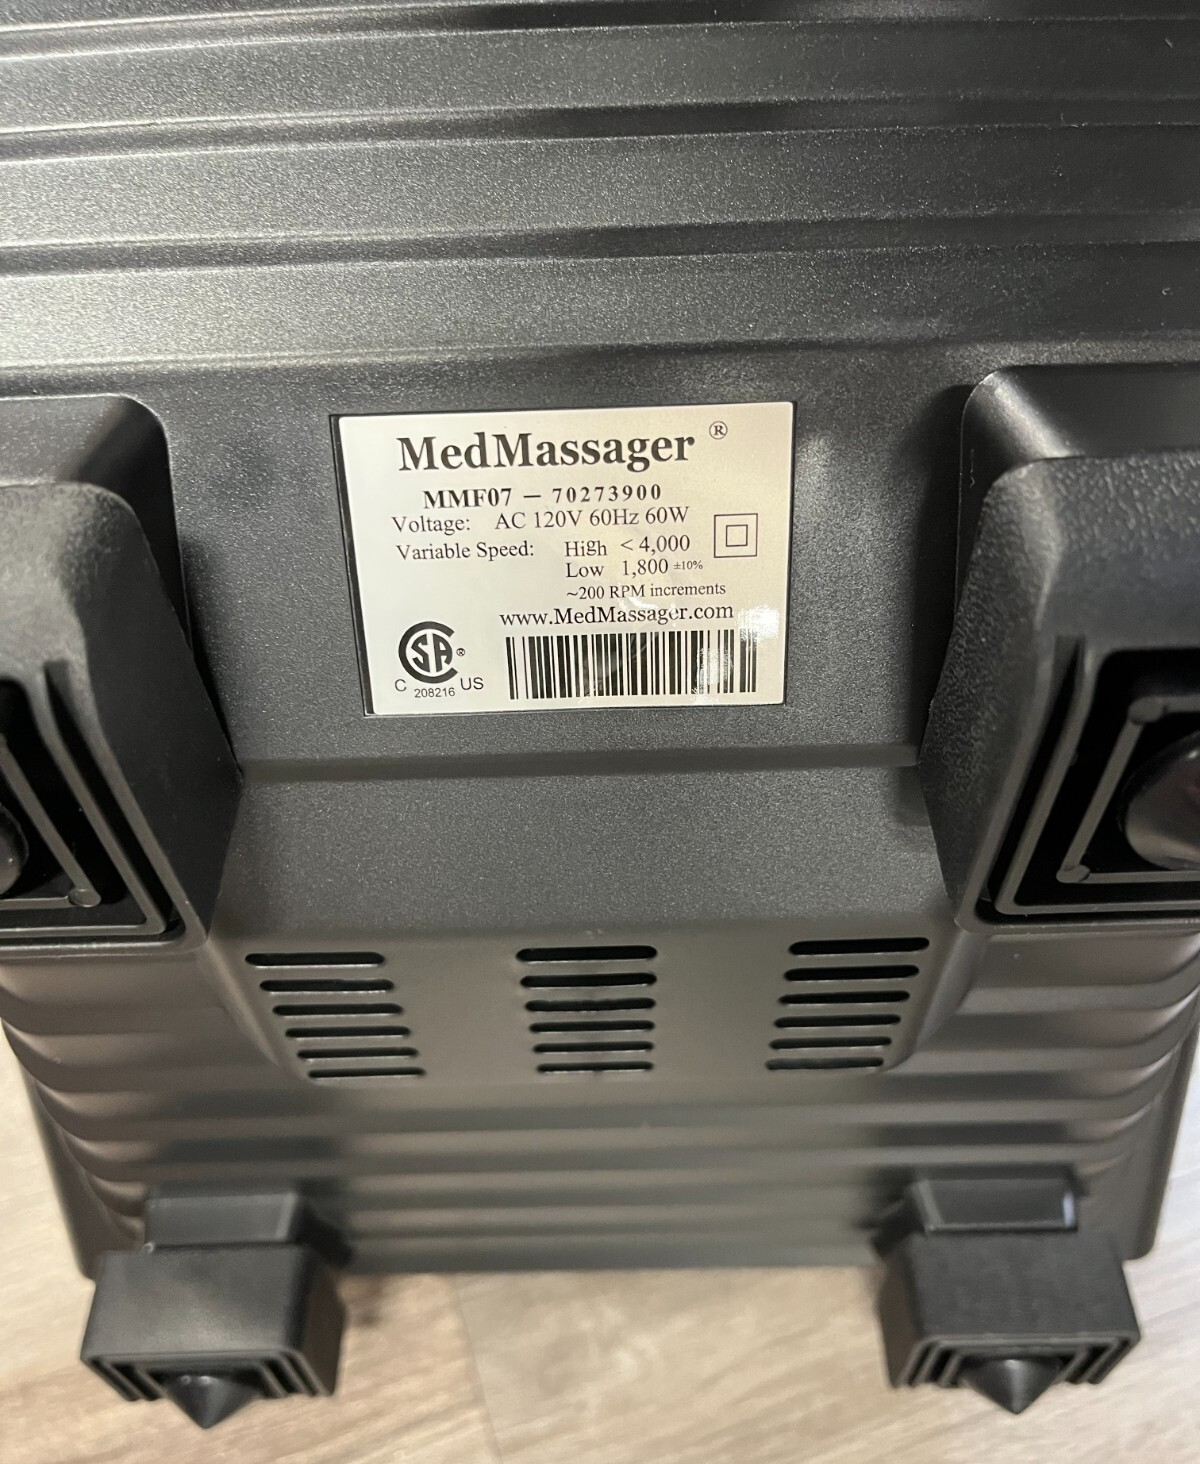 MedMassager ®
MMF07 – 70273900
Voltage: AC 120V 60Hz 60W
Variable Speed: High < 4,000
Low 1,800 ±10%
~200 RPM increments
www.MedMassager.com
SA ®
C 208216 US